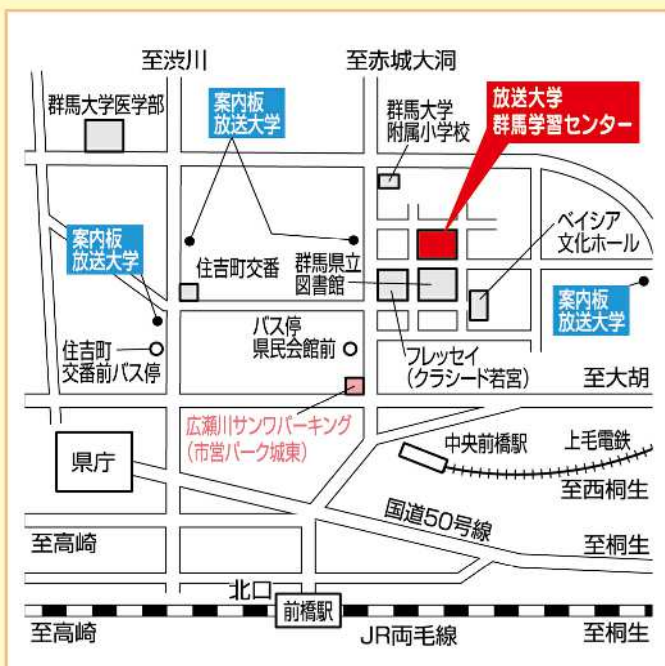 至渋川
至赤城大洞
群馬大学医学部
案内板
放送大学
群馬大学
附属小学校
放送大学
群馬学習センター
案内板
放送大学
住吉町交番
群馬県立
図書館
ベイシア
文化ホール
案内板
放送大学
住吉町
交番前バス停
バス停
県民会館前
フレッセイ
(クラシード若宮)
至大胡
広瀬川サンワパーキング
(市営パーク城東)
県庁
中央前橋駅
上毛電鉄
至西桐生
国道50号線
至高崎
至桐生
北口
前橋駅
至高崎
JR両毛線
至桐生